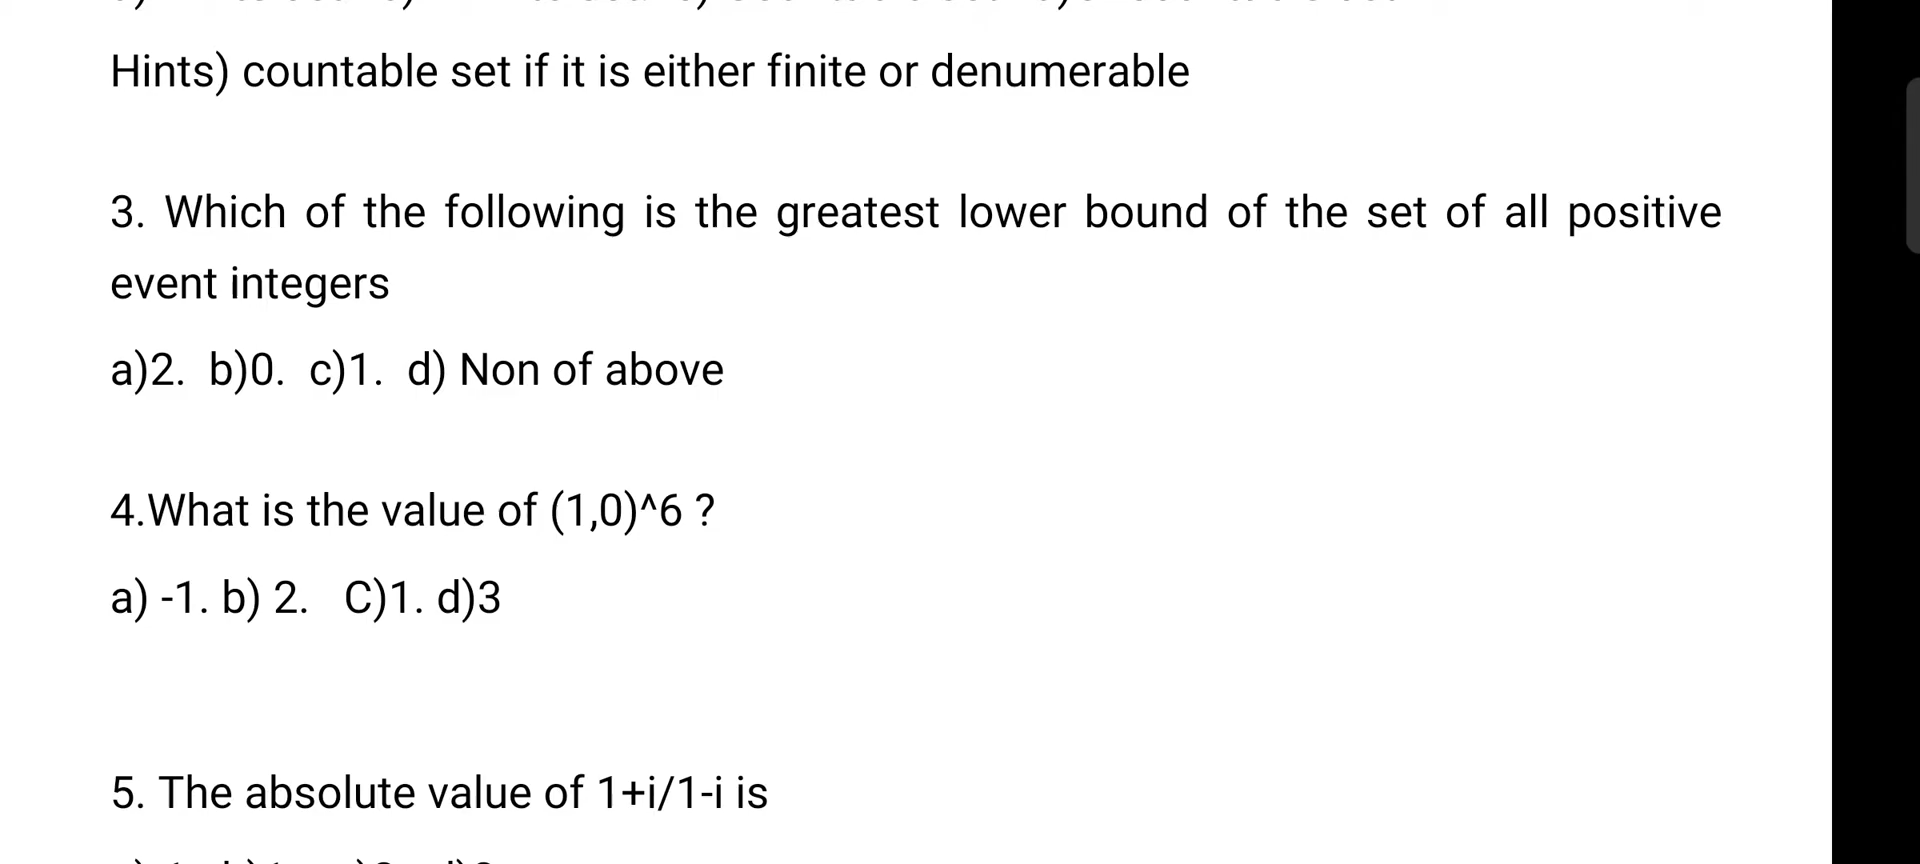 Hints) countable set if it is either finite or denumerable
3. Which of the following is the greatest lower bound of the set of all positive
event integers
a)2. b)0. c)1. d) Non of above
4.What is the value of (1,0)^6 ?
a) -1. b) 2. C)1. d)3
5. The absolute value of 1+i/1-i is